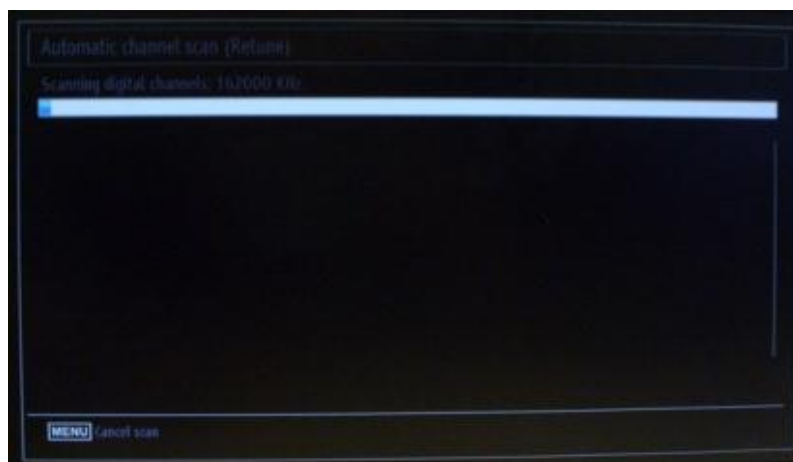 Automatic channel scan (Retune)
Scanning digital channels: 162000 KHz
MENU Cancel scan